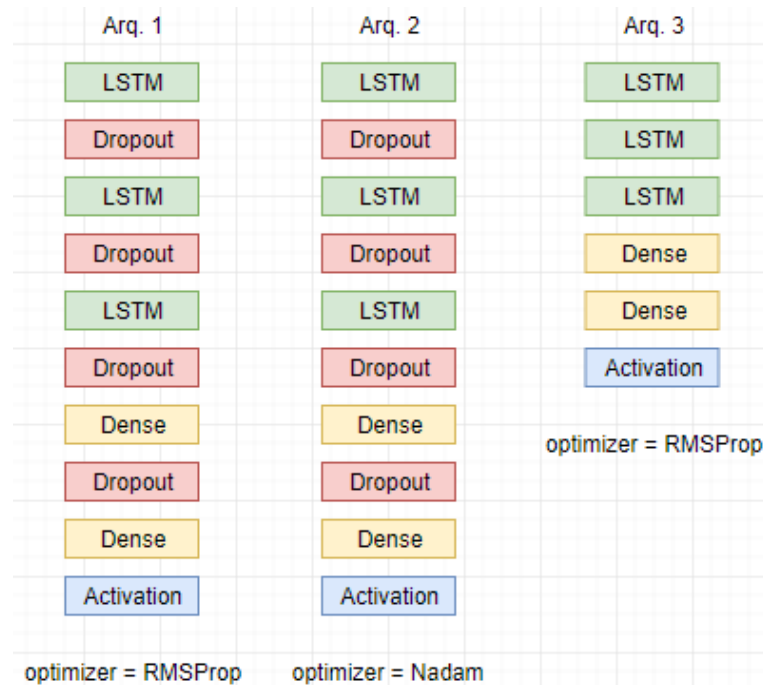 Arq. 1
LSTM
Dropout
LSTM
Dropout
LSTM
Dropout
Dense
Dropout
Dense
Activation
optimizer = RMSProp
Arq. 2
LSTM
Dropout
LSTM
Dropout
LSTM
Dropout
Dense
Dropout
Dense
Activation
optimizer = Nadam
Arq. 3
LSTM
LSTM
LSTM
Dense
Dense
Activation
optimizer = RMSProp